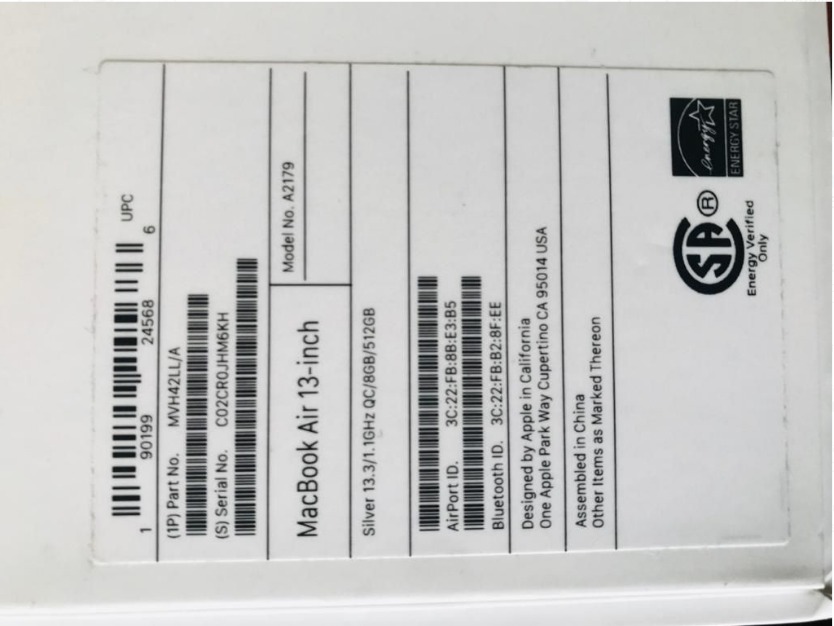 UPC
1 90199 24568 6
(1P) Part No. MVH42LL/A
(S) Serial No. C02CR0JHM6KH
MacBook Air 13-inch
Model No. A2179
Silver 13.3/1.1GHz QC/8GB/512GB
AirPort ID. 3C:22:FB:8B:E3:B5
Bluetooth ID. 3C:22:FB:B2:8F:EE
Designed by Apple in California
One Apple Park Way Cupertino CA 95014 USA
Assembled in China
Other Items as Marked Thereon
SA®
Energy Verified
Only
energy
ENERGY STAR